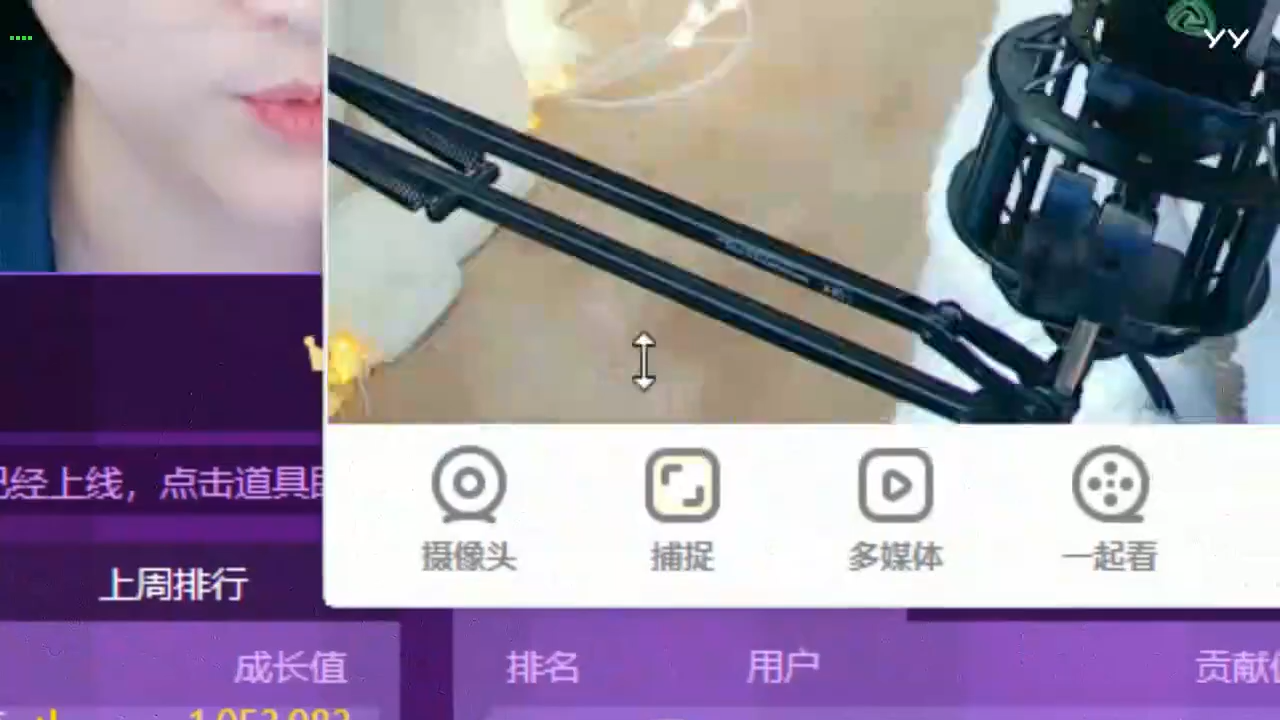 YY
已经上线，点击道具
摄像头
捕捉
多媒体
一起看
上周排行
成长值
排名
用户
贡献值